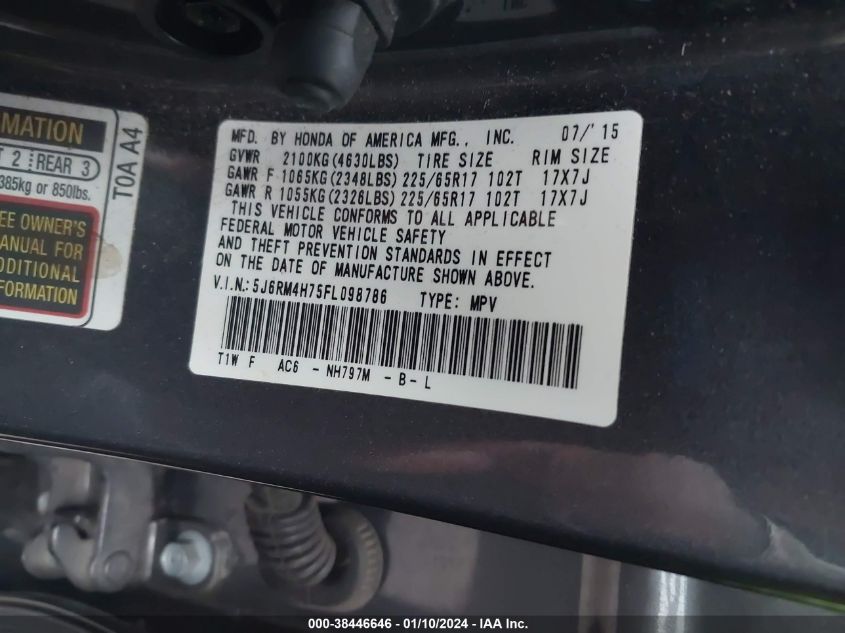 MATION
T 2 REAR 3
385kg or 850lbs.
EE OWNER'S
MANUAL FOR
DDITIONAL
FORMATION
T0A A4
MFD. BY HONDA OF AMERICA MFG., INC. 07/'15
GVWR 2100KG(4630LBS) TIRE SIZE RIM SIZE
GAWR F 1065KG(2348LBS) 225/65R17 102T 17X7J
GAWR R 1055KG(2326LBS) 225/65R17 102T 17X7J
THIS VEHICLE CONFORMS TO ALL APPLICABLE
FEDERAL MOTOR VEHICLE SAFETY
AND THEFT PREVENTION STANDARDS IN EFFECT
ON THE DATE OF MANUFACTURE SHOWN ABOVE.
V.I.N.: 5J6RM4H75FL098786 TYPE: MPV
T1W F AC6 - NH797M - B - L
000-38446646 - 01/10/2024 - IAA Inc.